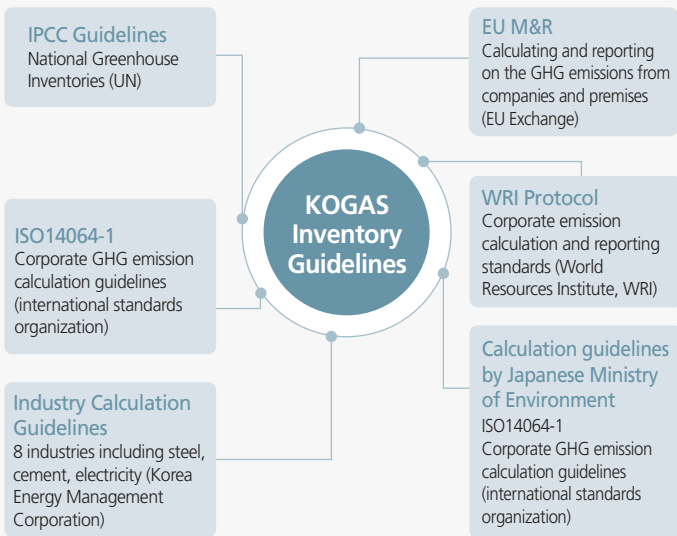 IPCC Guidelines
National Greenhouse
Inventories (UN)
ISO14064-1
Corporate GHG emission
calculation guidelines
(international standards
organization)
Industry Calculation
Guidelines
8 industries including steel,
cement, electricity (Korea
Energy Management
Corporation)
KOGAS
Inventory
Guidelines
EU M&R
Calculating and reporting
on the GHG emissions from
companies and premises
(EU Exchange)
WRI Protocol
Corporate emission
calculation and reporting
standards (World
Resources Institute, WRI)
Calculation guidelines
by Japanese Ministry
of Environment
ISO14064-1
Corporate GHG emission
calculation guidelines
(international standards
organization)